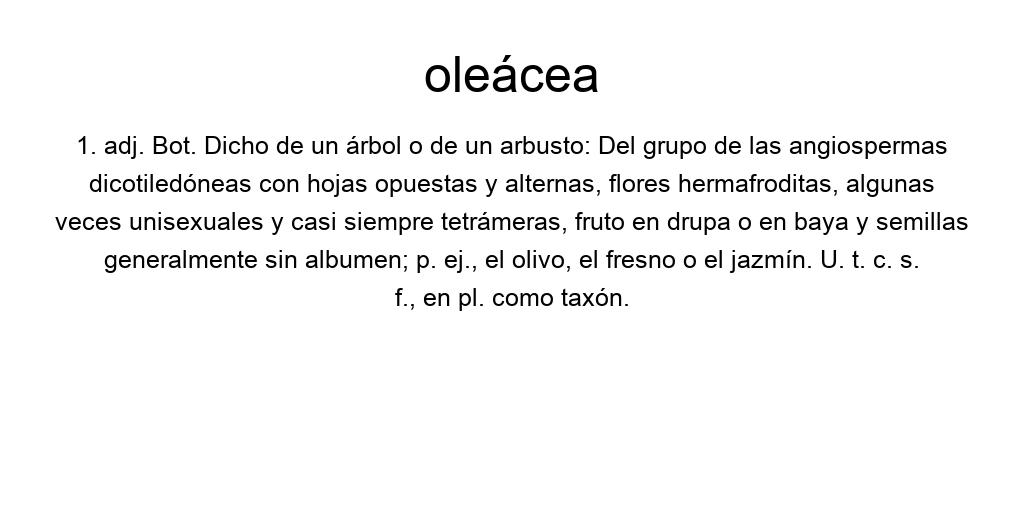 oleácea
1. adj. Bot. Dicho de un árbol o de un arbusto: Del grupo de las angiospermas
dicotiledóneas con hojas opuestas y alternas, flores hermafroditas, algunas
veces unisexuales y casi siempre tetrámeras, fruto en drupa o en baya y semillas
generalmente sin albumen; p. ej., el olivo, el fresno o el jazmín. U. t. c. s.
f., en pl. como taxón.